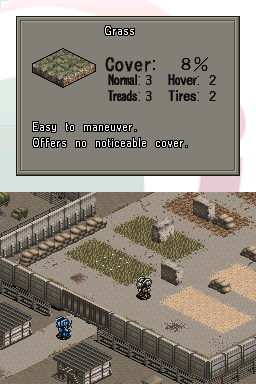 Grass
Cover: 8%
Normal: 3 Hover: 2
Treads: 3 Tires: 2
Easy to maneuver.
Offers no noticeable cover.